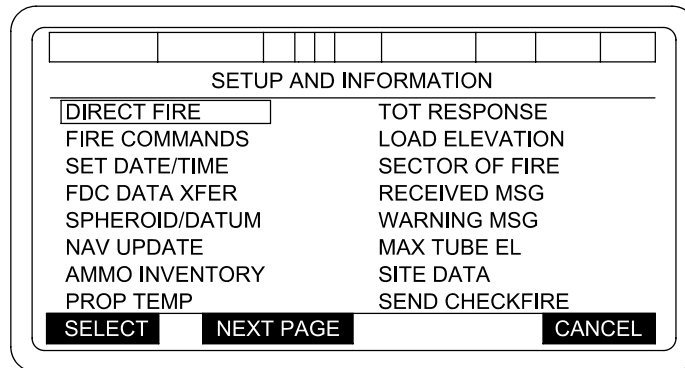 SETUP AND INFORMATION
DIRECT FIRE TOT RESPONSE
FIRE COMMANDS LOAD ELEVATION
SET DATE/TIME SECTOR OF FIRE
FDC DATA XFER RECEIVED MSG
SPHEROID/DATUM WARNING MSG
NAV UPDATE MAX TUBE EL
AMMO INVENTORY SITE DATA
PROP TEMP SEND CHECKFIRE
SELECT NEXT PAGE CANCEL